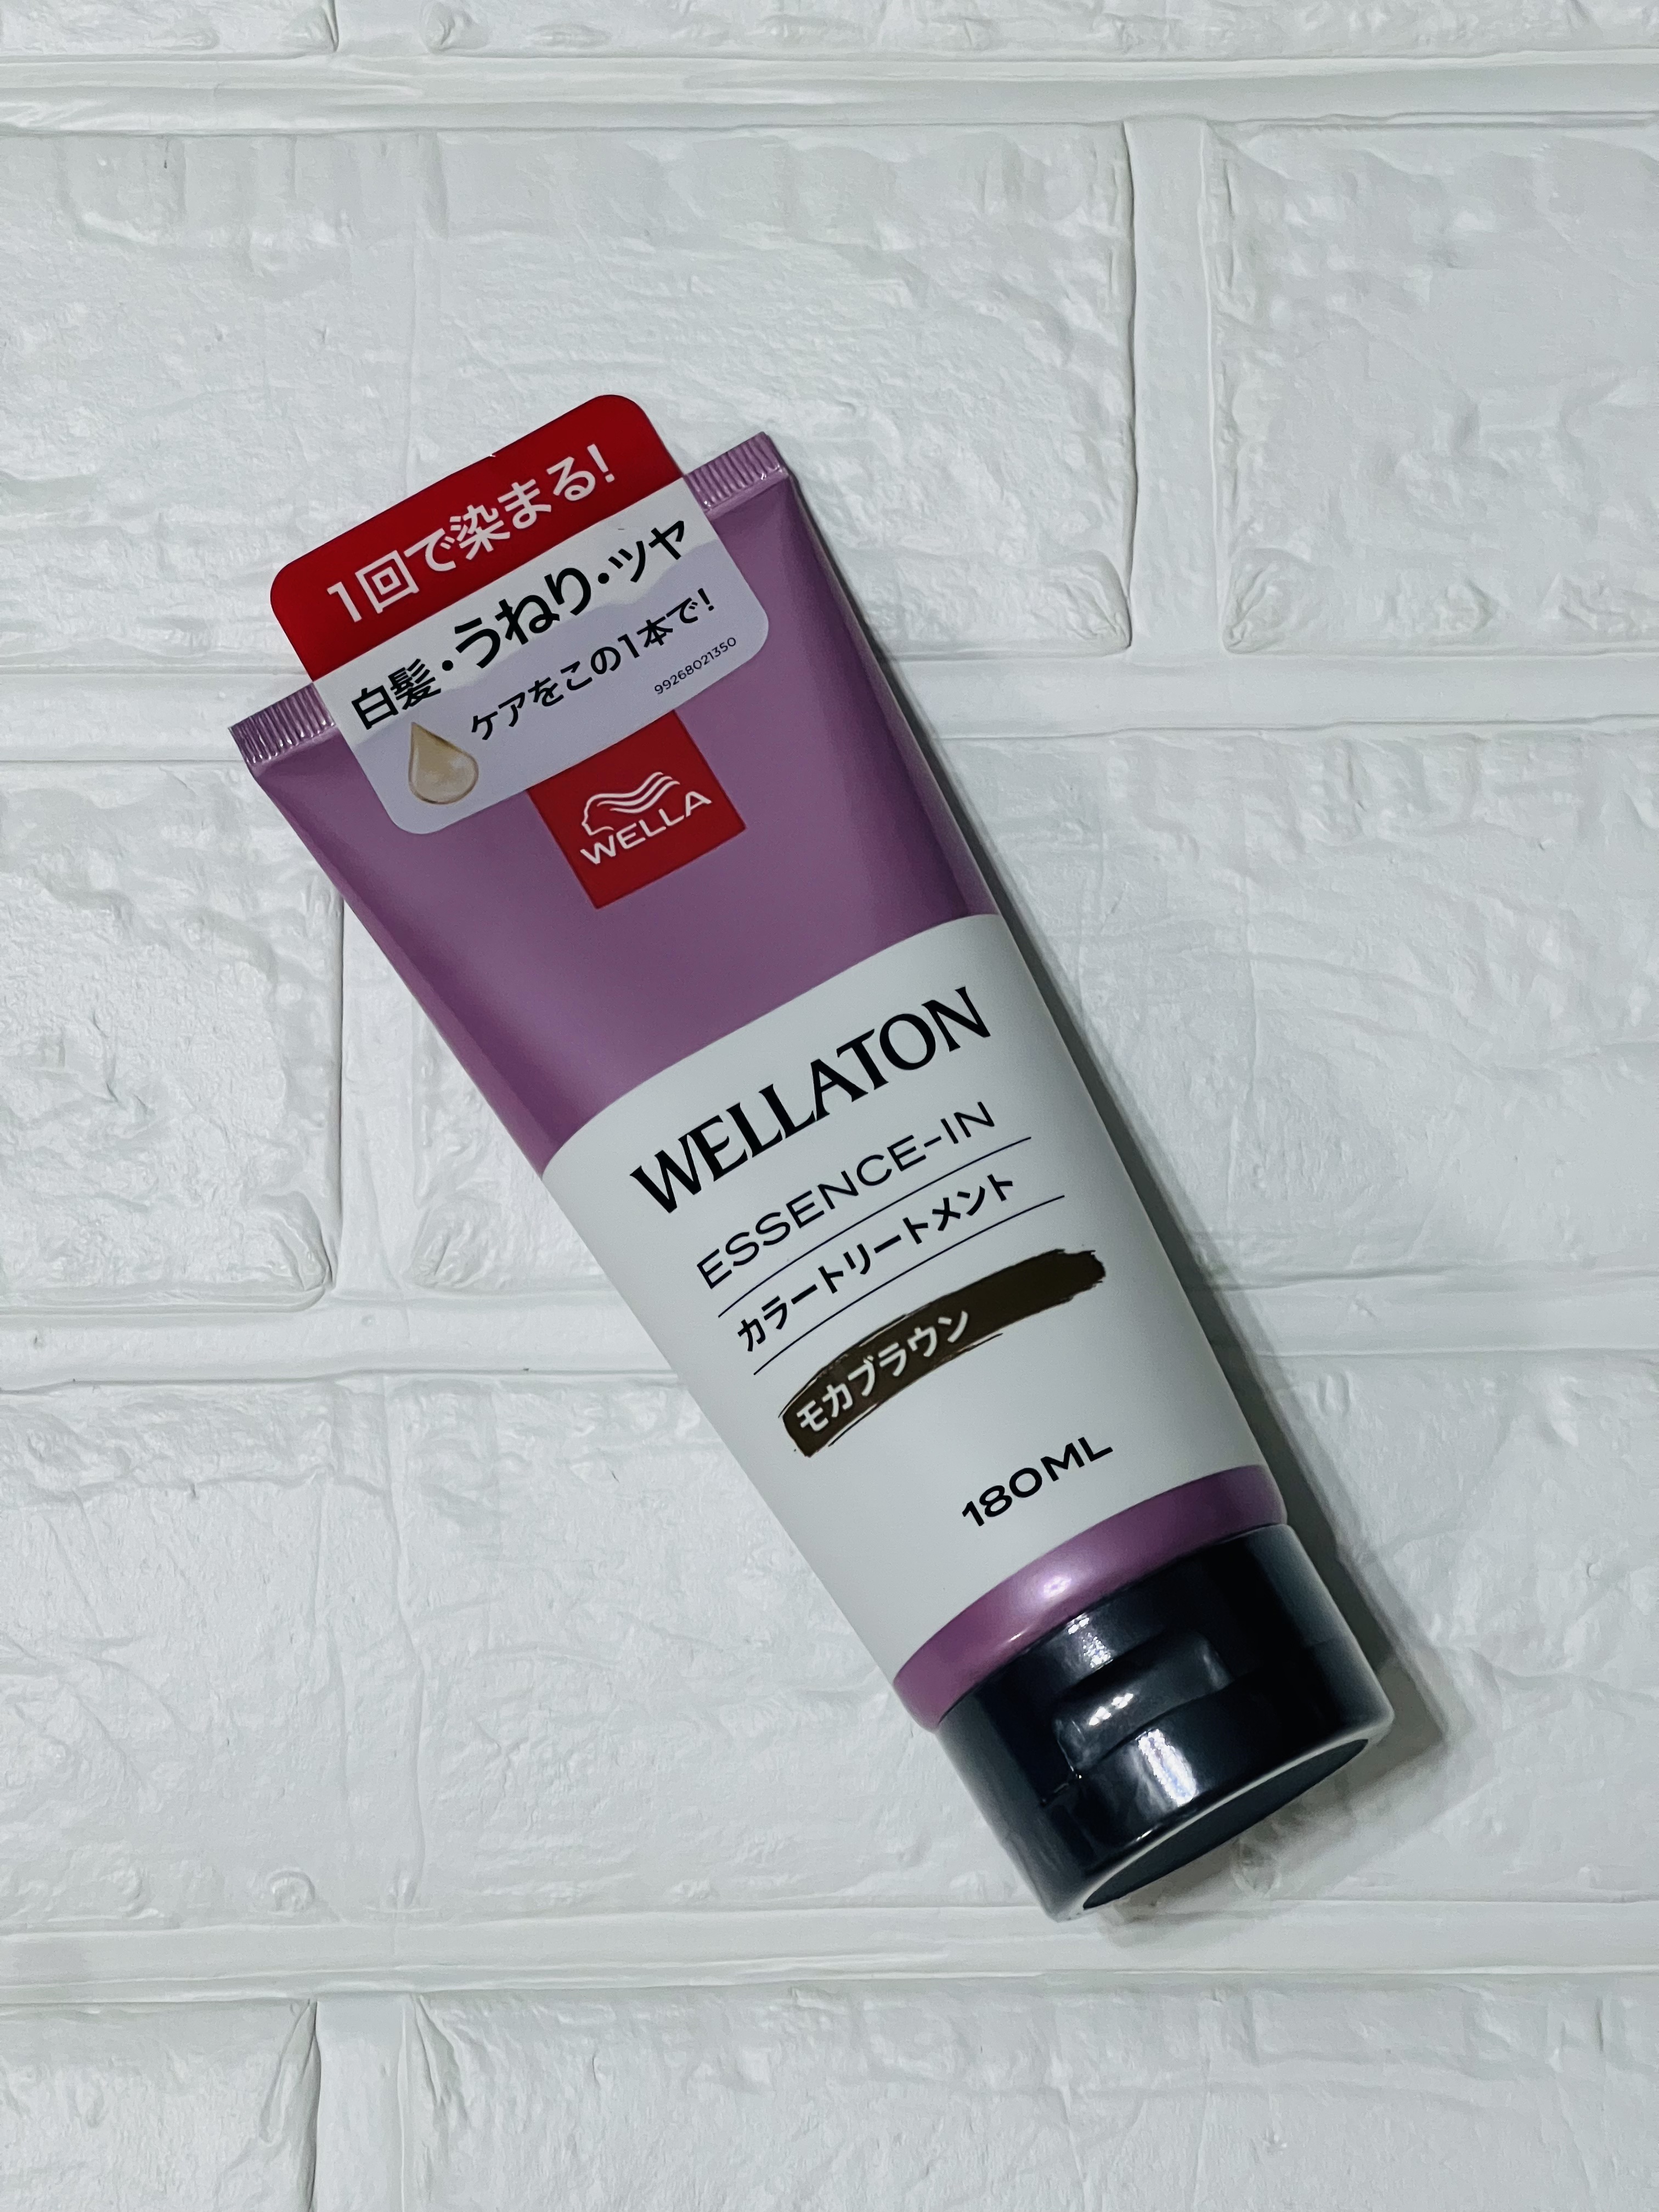 1回で染まる!
白髪・うねり・ツヤ
ケアをこの1本で!
99268021350
WELLA
WELLATON
ESSENCE-IN
カラートリートメント
モカブラウン
180ML